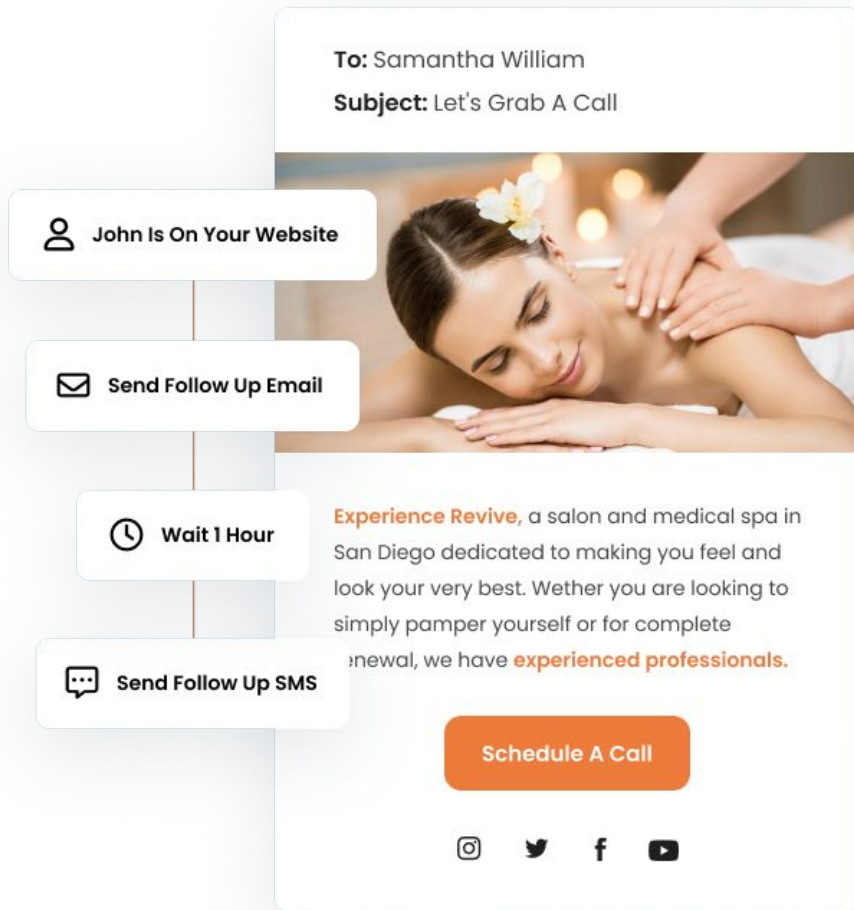 To: Samantha William
Subject: Let's Grab A Call
John Is On Your Website
Send Follow Up Email
Wait 1 Hour
Send Follow Up SMS
Experience Revive, a salon and medical spa in
San Diego dedicated to making you feel and
look your very best. Wether you are looking to
simply pamper yourself or for complete
enewal, we have experienced professionals.
Schedule A Call